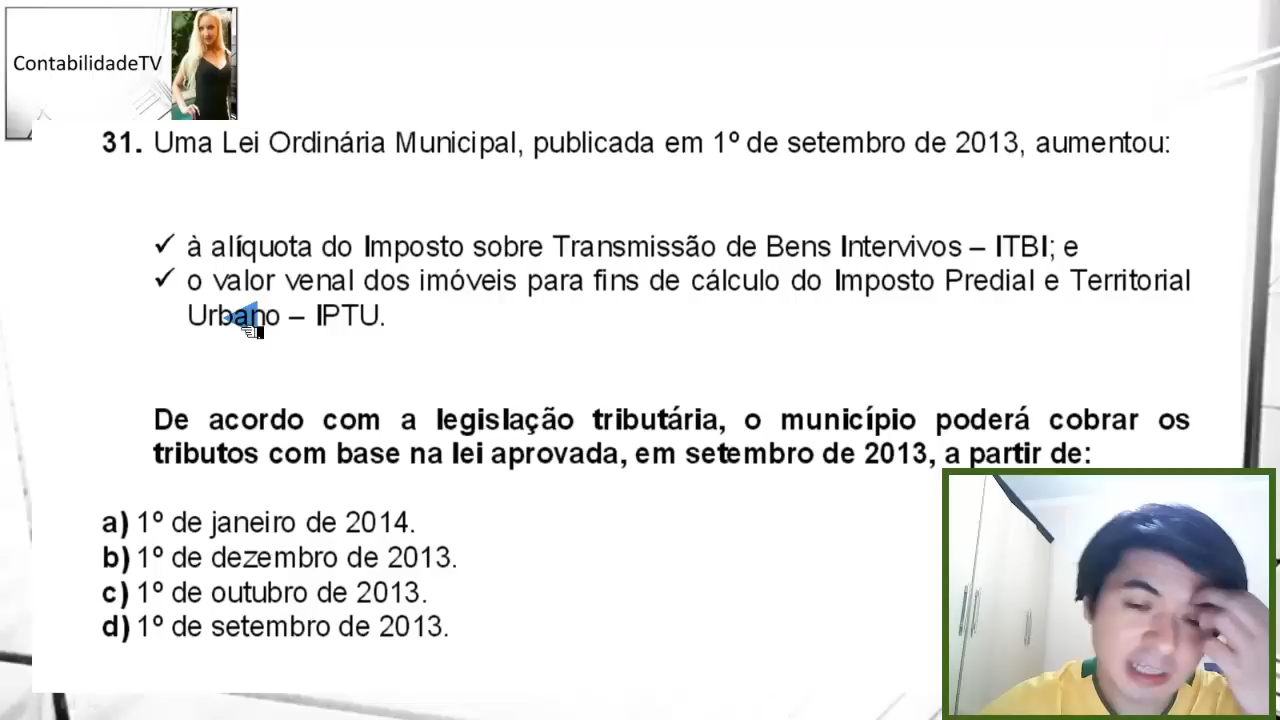 ContabilidadeTV
31. Uma Lei Ordinária Municipal, publicada em 1º de setembro de 2013, aumentou:
✓ à alíquota do Imposto sobre Transmissão de Bens Intervivos – ITBI; e
✓ o valor venal dos imóveis para fins de cálculo do Imposto Predial e Territorial
Urbano – IPTU.
De acordo com a legislação tributária, o município poderá cobrar os
tributos com base na lei aprovada, em setembro de 2013, a partir de:
a) 1º de janeiro de 2014.
b) 1º de dezembro de 2013.
c) 1º de outubro de 2013.
d) 1º de setembro de 2013.